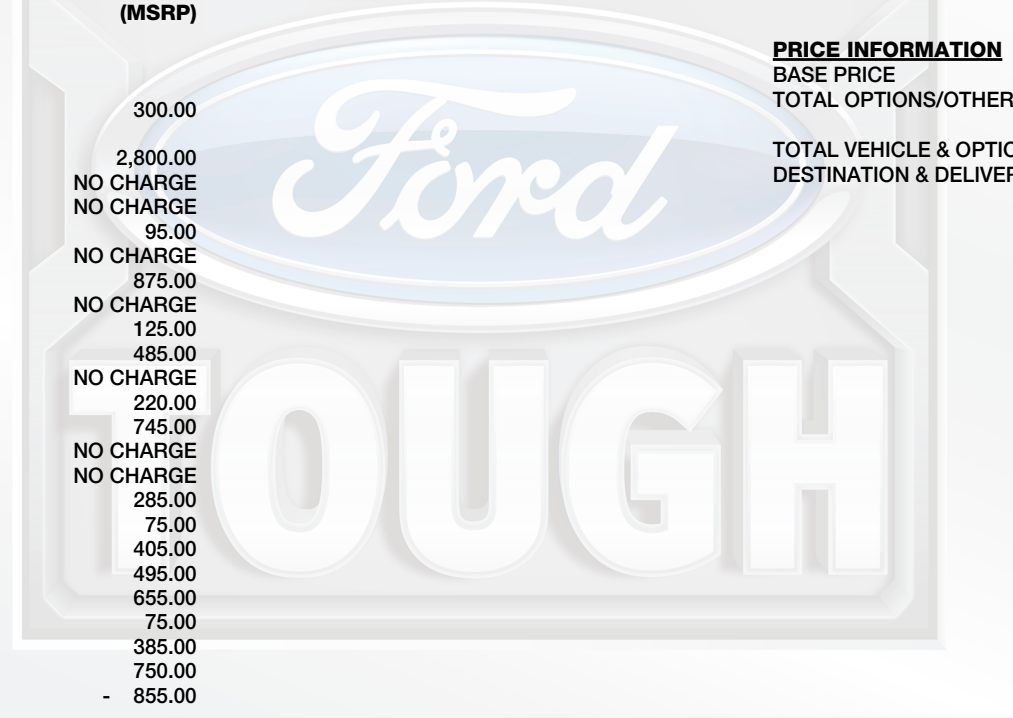 (MSRP)
300.00
2,800.00
NO CHARGE
NO CHARGE
95.00
NO CHARGE
875.00
NO CHARGE
125.00
485.00
NO CHARGE
220.00
745.00
NO CHARGE
NO CHARGE
285.00
75.00
405.00
495.00
655.00
75.00
385.00
750.00
- 855.00
PRICE INFORMATION
BASE PRICE
TOTAL OPTIONS/OTHER
TOTAL VEHICLE & OPTIO
DESTINATION & DELIVER
Ford
TOUGH